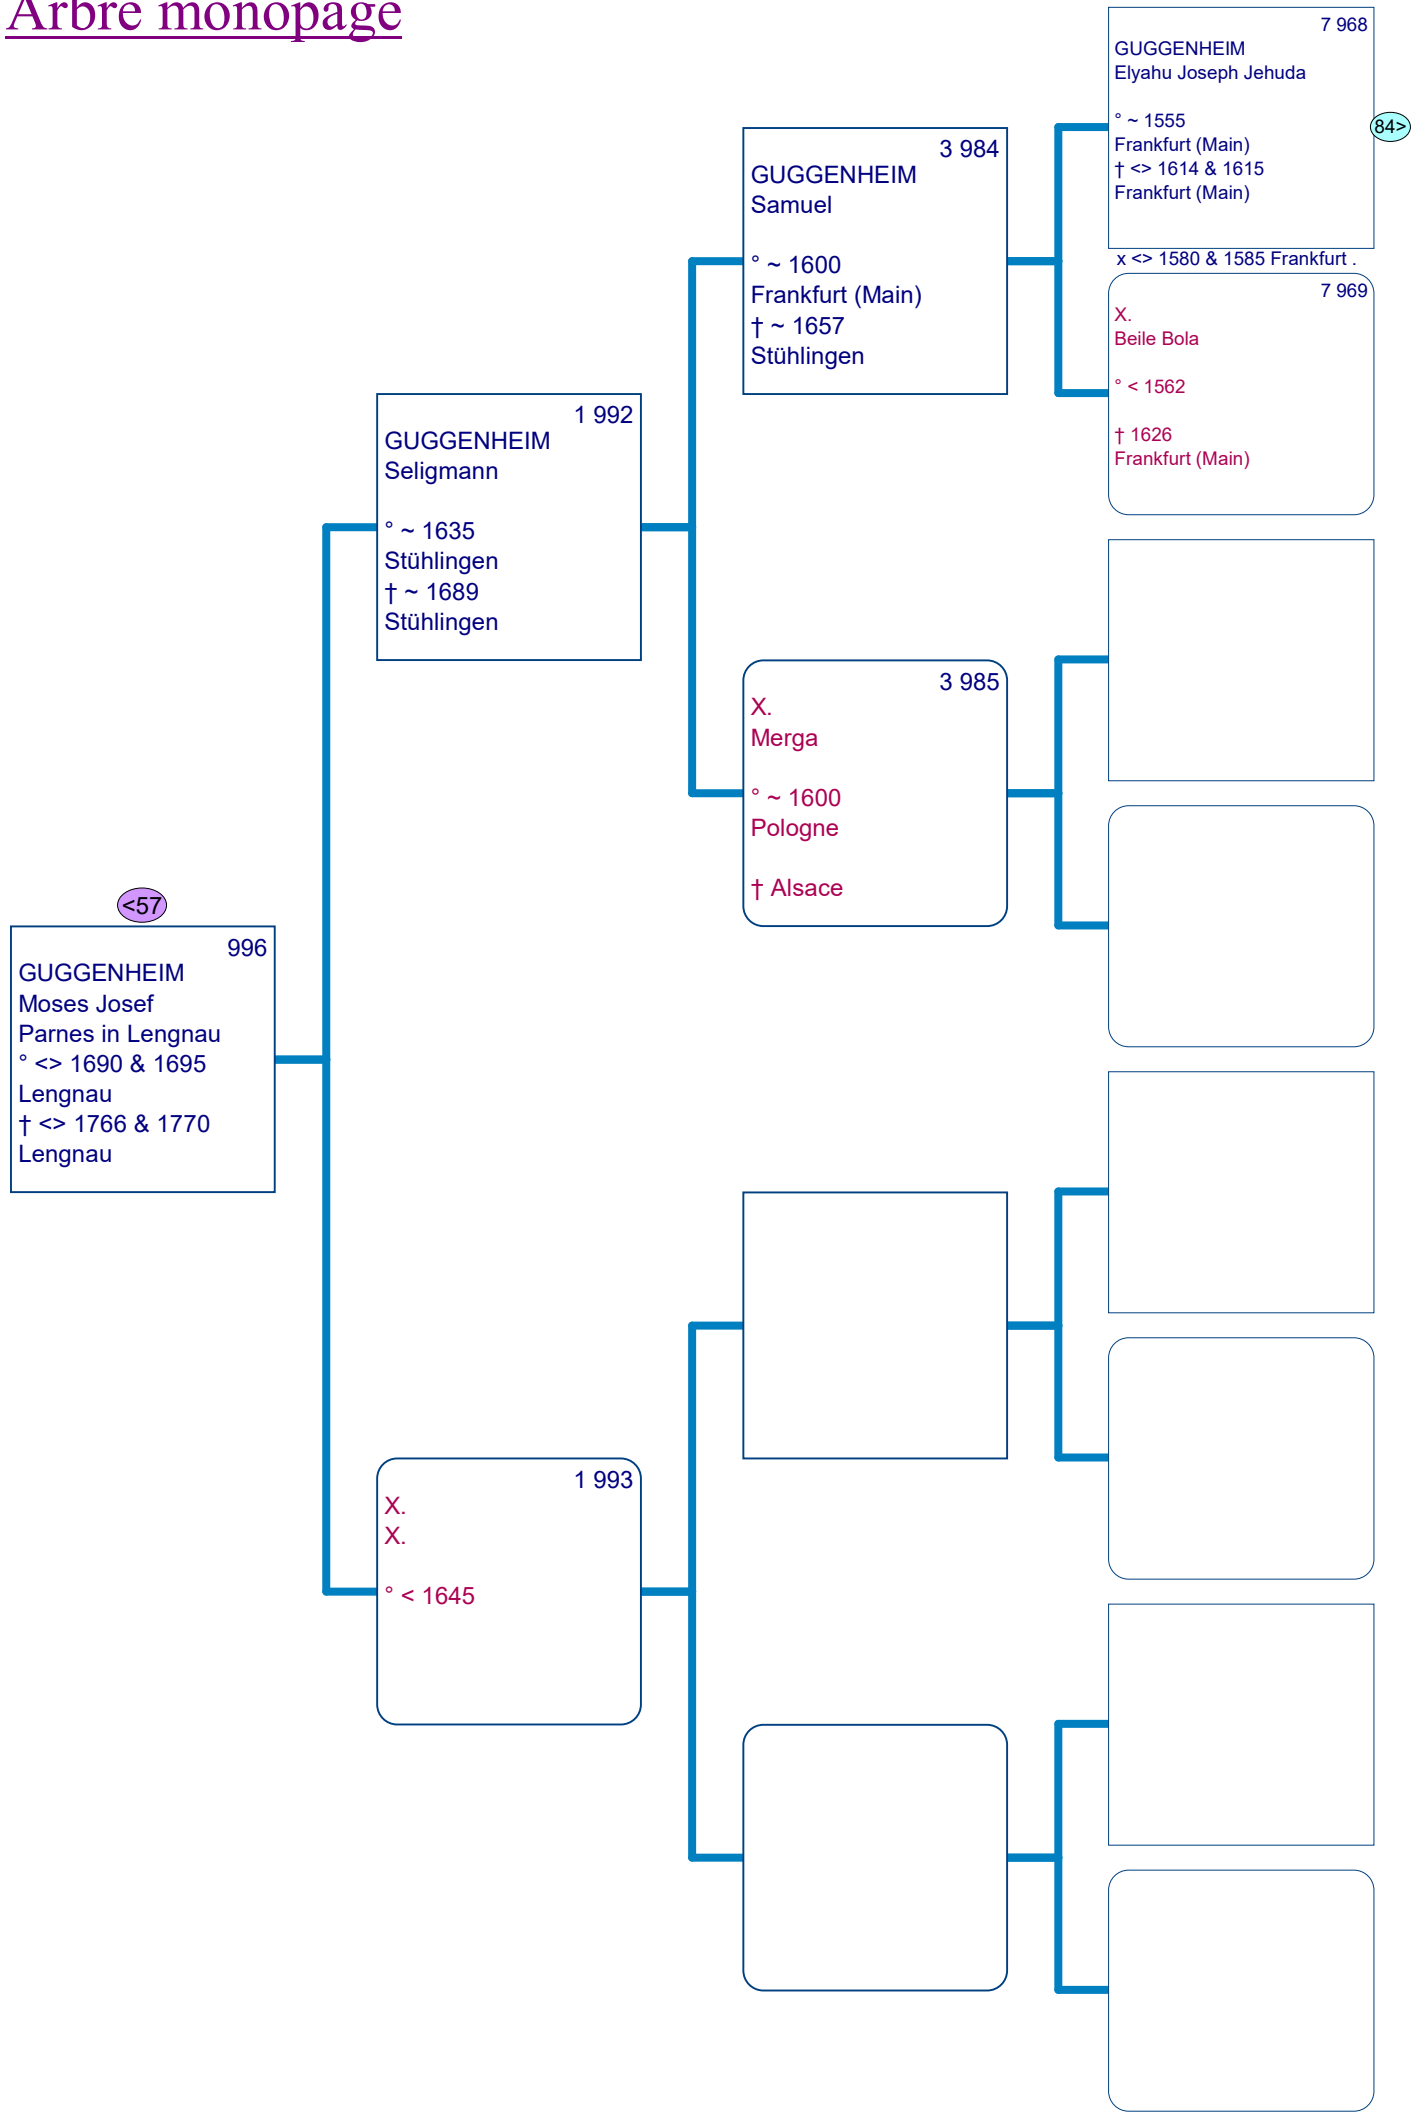 Arbre monopage
<57
996
GUGGENHEIM
Moses Josef
Parnes in Lengnau
° <> 1690 & 1695
Lengnau
† <> 1766 & 1770
Lengnau
1 992
GUGGENHEIM
Seligmann
° ~ 1635
Stühlingen
† ~ 1689
Stühlingen
1 993
X.
X.
° < 1645
3 984
GUGGENHEIM
Samuel
° ~ 1600
Frankfurt (Main)
† ~ 1657
Stühlingen
3 985
X.
Merga
° ~ 1600
Pologne
† Alsace
7 968
GUGGENHEIM
Elyahu Joseph Jehuda
° ~ 1555
Frankfurt (Main)
† <> 1614 & 1615
Frankfurt (Main)
84>
x <> 1580 & 1585 Frankfurt .
7 969
X.
Beile Bola
° < 1562
† 1626
Frankfurt (Main)